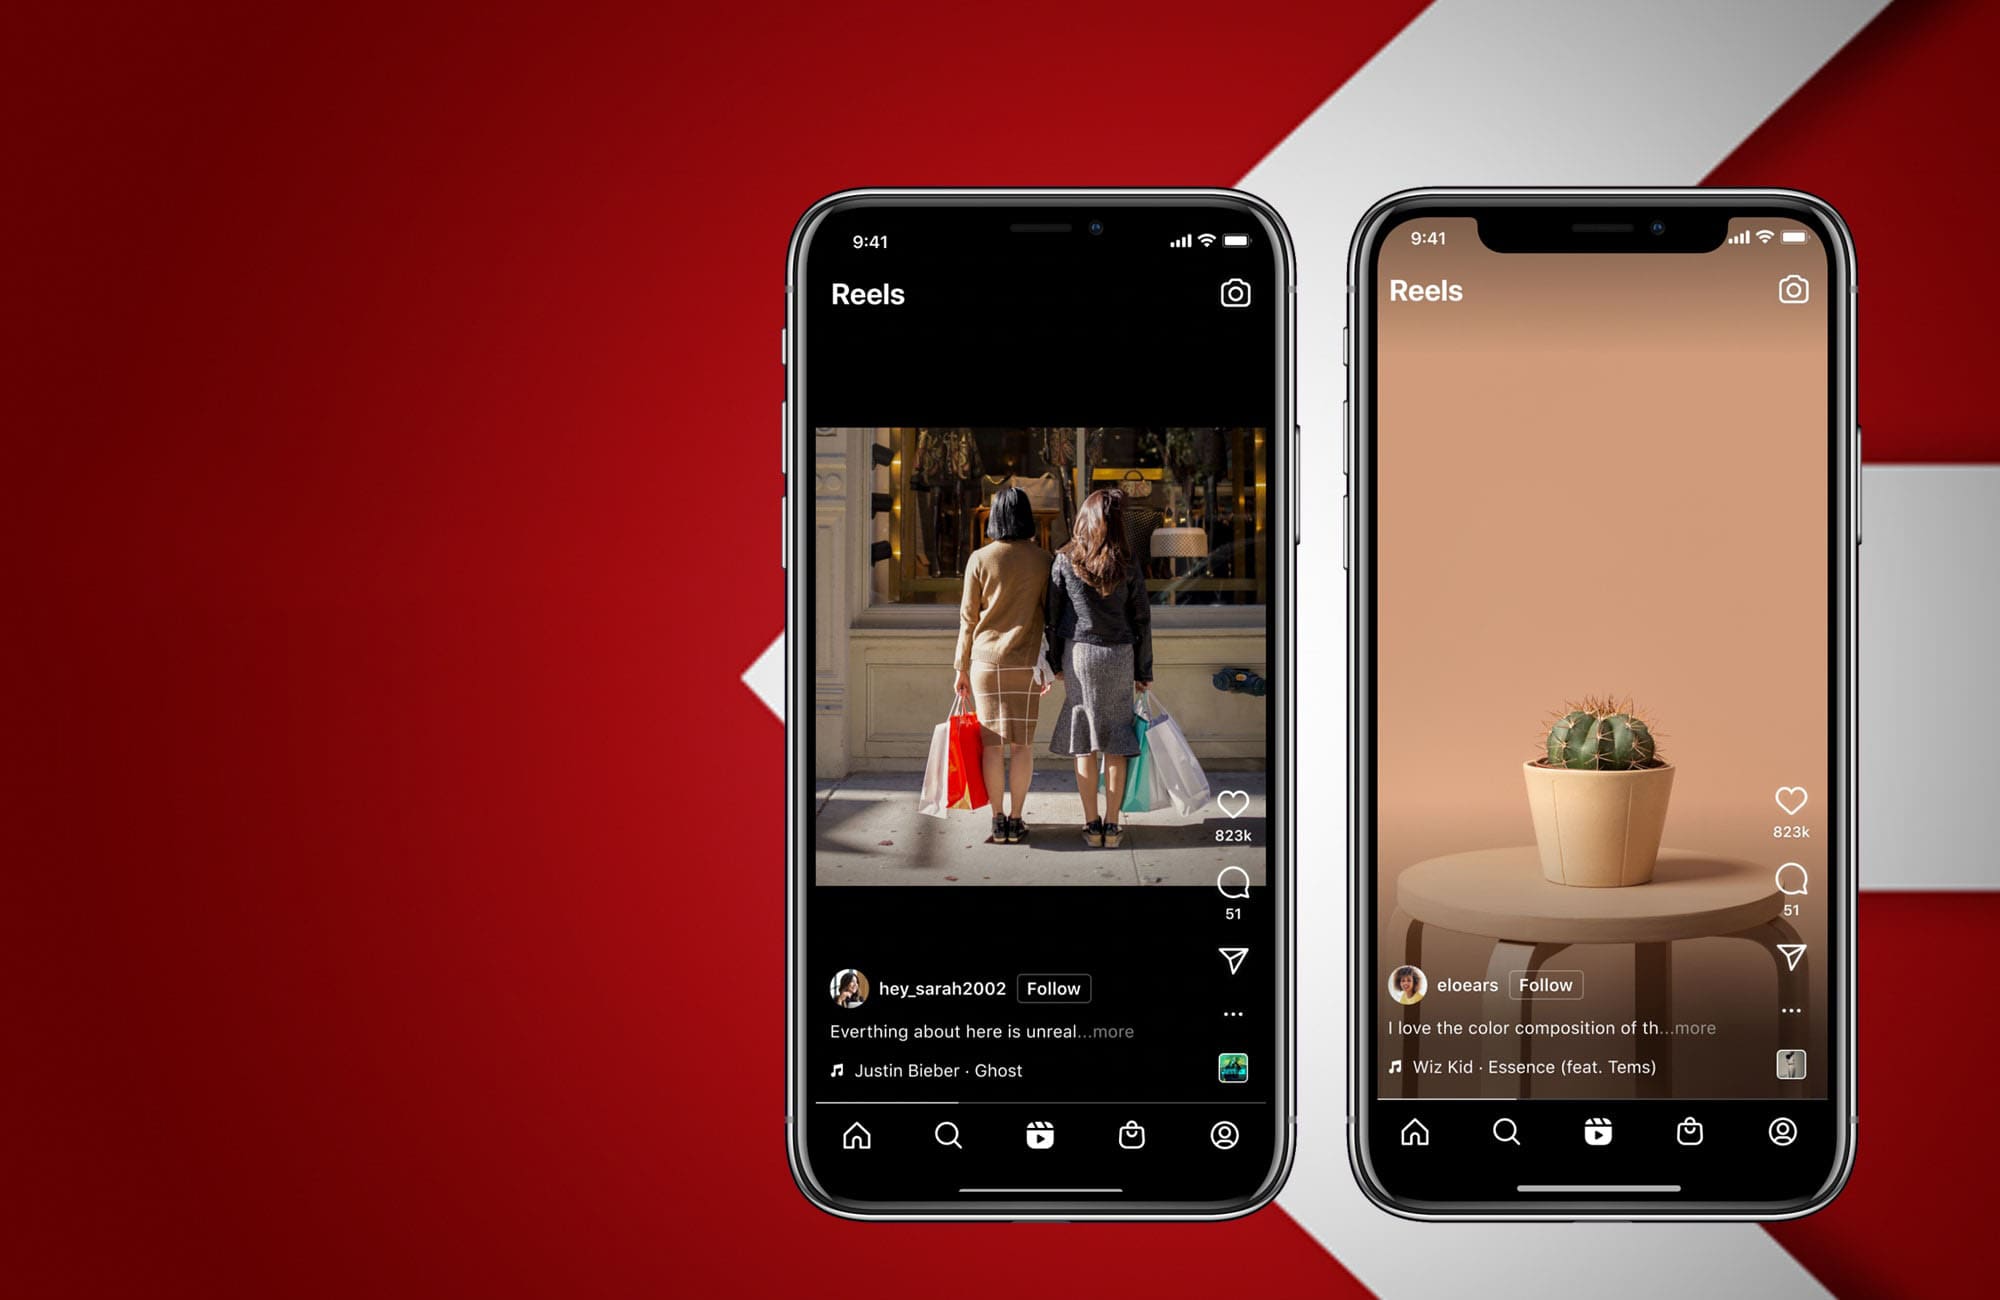 9:41
Reels
823k
51
hey_sarah2002 Follow
Everthing about here is unreal...more
Justin Bieber · Ghost
9:41
Reels
823k
51
eloears Follow
I love the color composition of th...more
Wiz Kid · Essence (feat. Tems)